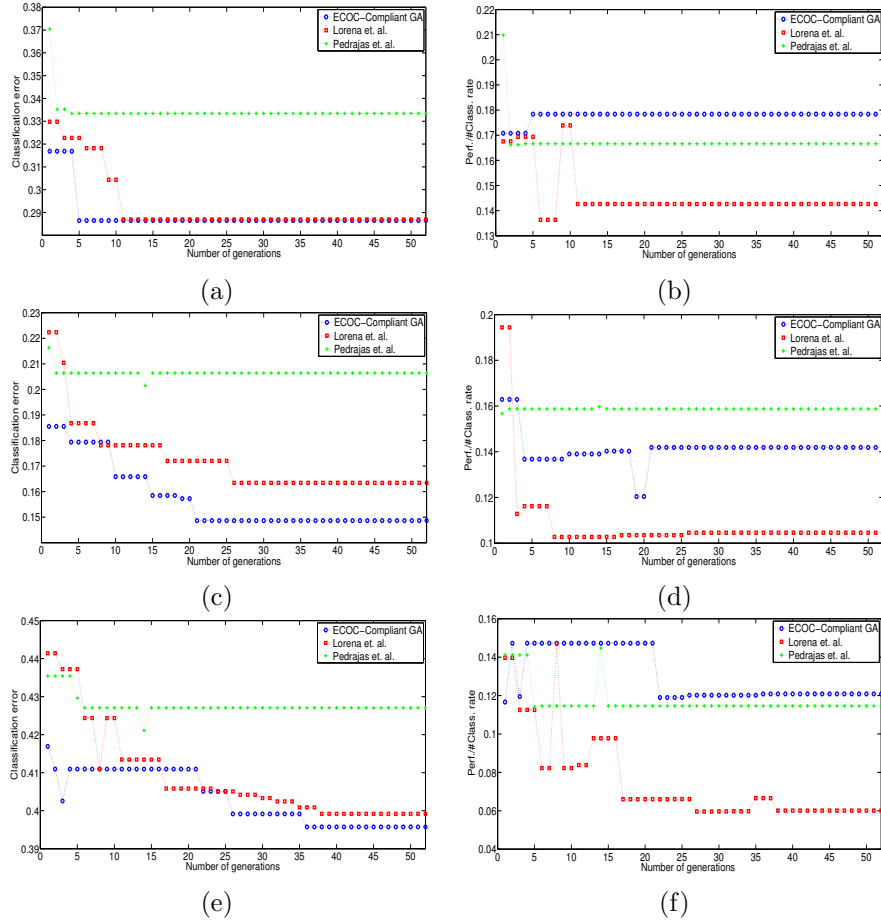 0.38
0.37
0.36
0.35
0.34
0.33
0.32
0.31
0.3
0.29
0 5 10 15 20 25 30 35 40 45 50
Number of generations
Classification error
ECOC-Compliant GA
Lorena et. al.
Pedrajas et. al.
(a)
0.22
0.21
0.2
0.19
0.18
0.17
0.16
0.15
0.14
0.13
0 5 10 15 20 25 30 35 40 45 50
Number of generations
Perf./#Class. rate
ECOC-Compliant GA
Lorena et. al.
Pedrajas et. al.
(b)
0.23
0.22
0.21
0.2
0.19
0.18
0.17
0.16
0.15
0 5 10 15 20 25 30 35 40 45 50
Number of generations
Classification error
ECOC-Compliant GA
Lorena et. al.
Pedrajas et. al.
(c)
0.2
0.18
0.16
0.14
0.12
0.1
0 5 10 15 20 25 30 35 40 45 50
Number of generations
Perf./#Class. rate
ECOC-Compliant GA
Lorena et. al.
Pedrajas et. al.
(d)
0.45
0.44
0.43
0.42
0.41
0.4
0.39
0 5 10 15 20 25 30 35 40 45 50
Number of generations
Classification error
ECOC-Compliant GA
Lorena et. al.
Pedrajas et. al.
(e)
0.16
0.14
0.12
0.1
0.08
0.06
0.04
0 5 10 15 20 25 30 35 40 45 50
Number of generations
Perf./#Class. rate
ECOC-Compliant GA
Lorena et. al.
Pedrajas et. al.
(f)